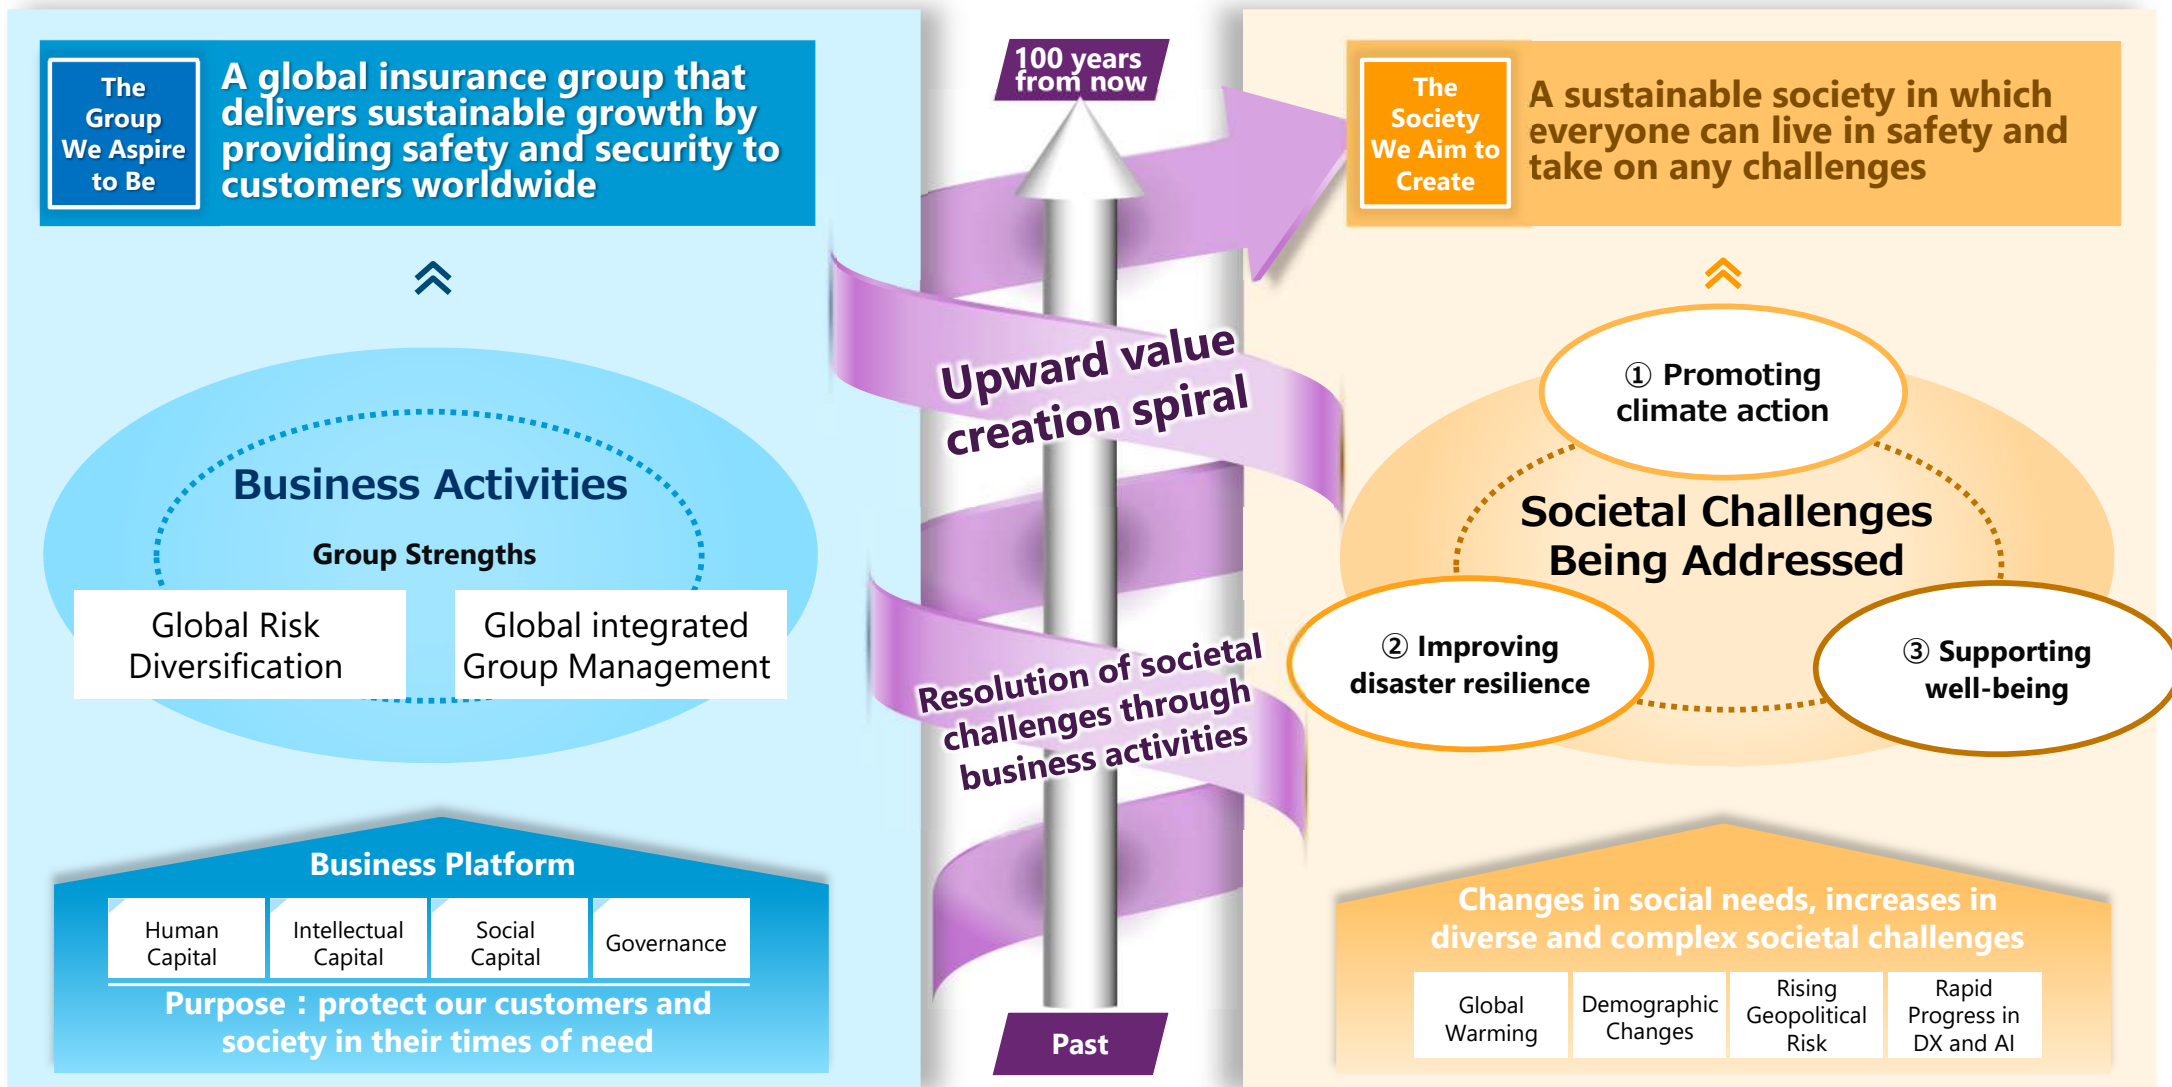 The
Group
We Aspire
to Be
A global insurance group that
delivers sustainable growth by
providing safety and security to
customers worldwide
Business Activities
Group Strengths
Global Risk
Diversification
Global integrated
Group Management
Business Platform
Human
Capital
Intellectual
Capital
Social
Capital
Governance
Purpose：protect our customers and
society in their times of need
100 years
from now
Upward value
creation spiral
Resolution of societal
challenges through
business activities
Past
The
Society
We Aim to
Create
A sustainable society in which
everyone can live in safety and
take on any challenges
① Promoting
climate action
Societal Challenges
Being Addressed
② Improving
disaster resilience
③ Supporting
well-being
Changes in social needs, increases in
diverse and complex societal challenges
Global
Warming
Demographic
Changes
Rising
Geopolitical
Risk
Rapid
Progress in
DX and AI